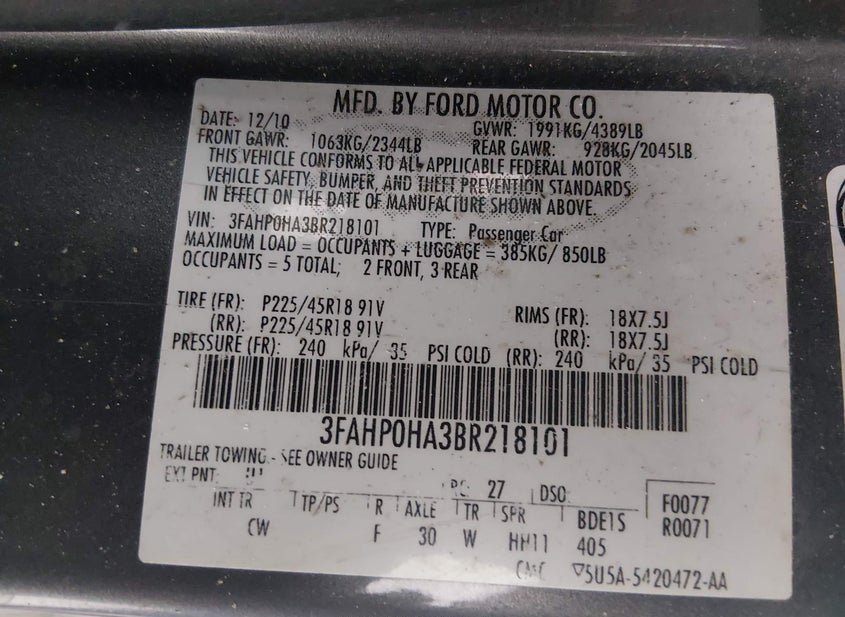 MFD. BY FORD MOTOR CO.
DATE: 12/10 GVWR: 1991KG/4389LB
FRONT GAWR: 1063KG/2344LB REAR GAWR: 928KG/2045LB
THIS VEHICLE CONFORMS TO ALL APPLICABLE FEDERAL MOTOR
VEHICLE SAFETY, BUMPER, AND THEFT PREVENTION STANDARDS
IN EFFECT ON THE DATE OF MANUFACTURE SHOWN ABOVE.
VIN: 3FAHP0HA3BR218101 TYPE: Passenger Car
MAXIMUM LOAD = OCCUPANTS + LUGGAGE = 385KG/ 850LB
OCCUPANTS = 5 TOTAL; 2 FRONT, 3 REAR
TIRE (FR): P225/45R18 91V RIMS (FR): 18X7.5J
(RR): P225/45R18 91V (RR): 18X7.5J
PRESSURE (FR): 240 kPa/ 35 PSI COLD (RR): 240 kPa/ 35 PSI COLD
3FAHP0HA3BR218101
TRAILER TOWING - SEE OWNER GUIDE
EXT PNT: RC: 27 DSO: F0077
INT TR TP/PS R AXLE TR SPR BDE1S R0071
CW F 30 W HH11 405
5U5A-5420472-AA